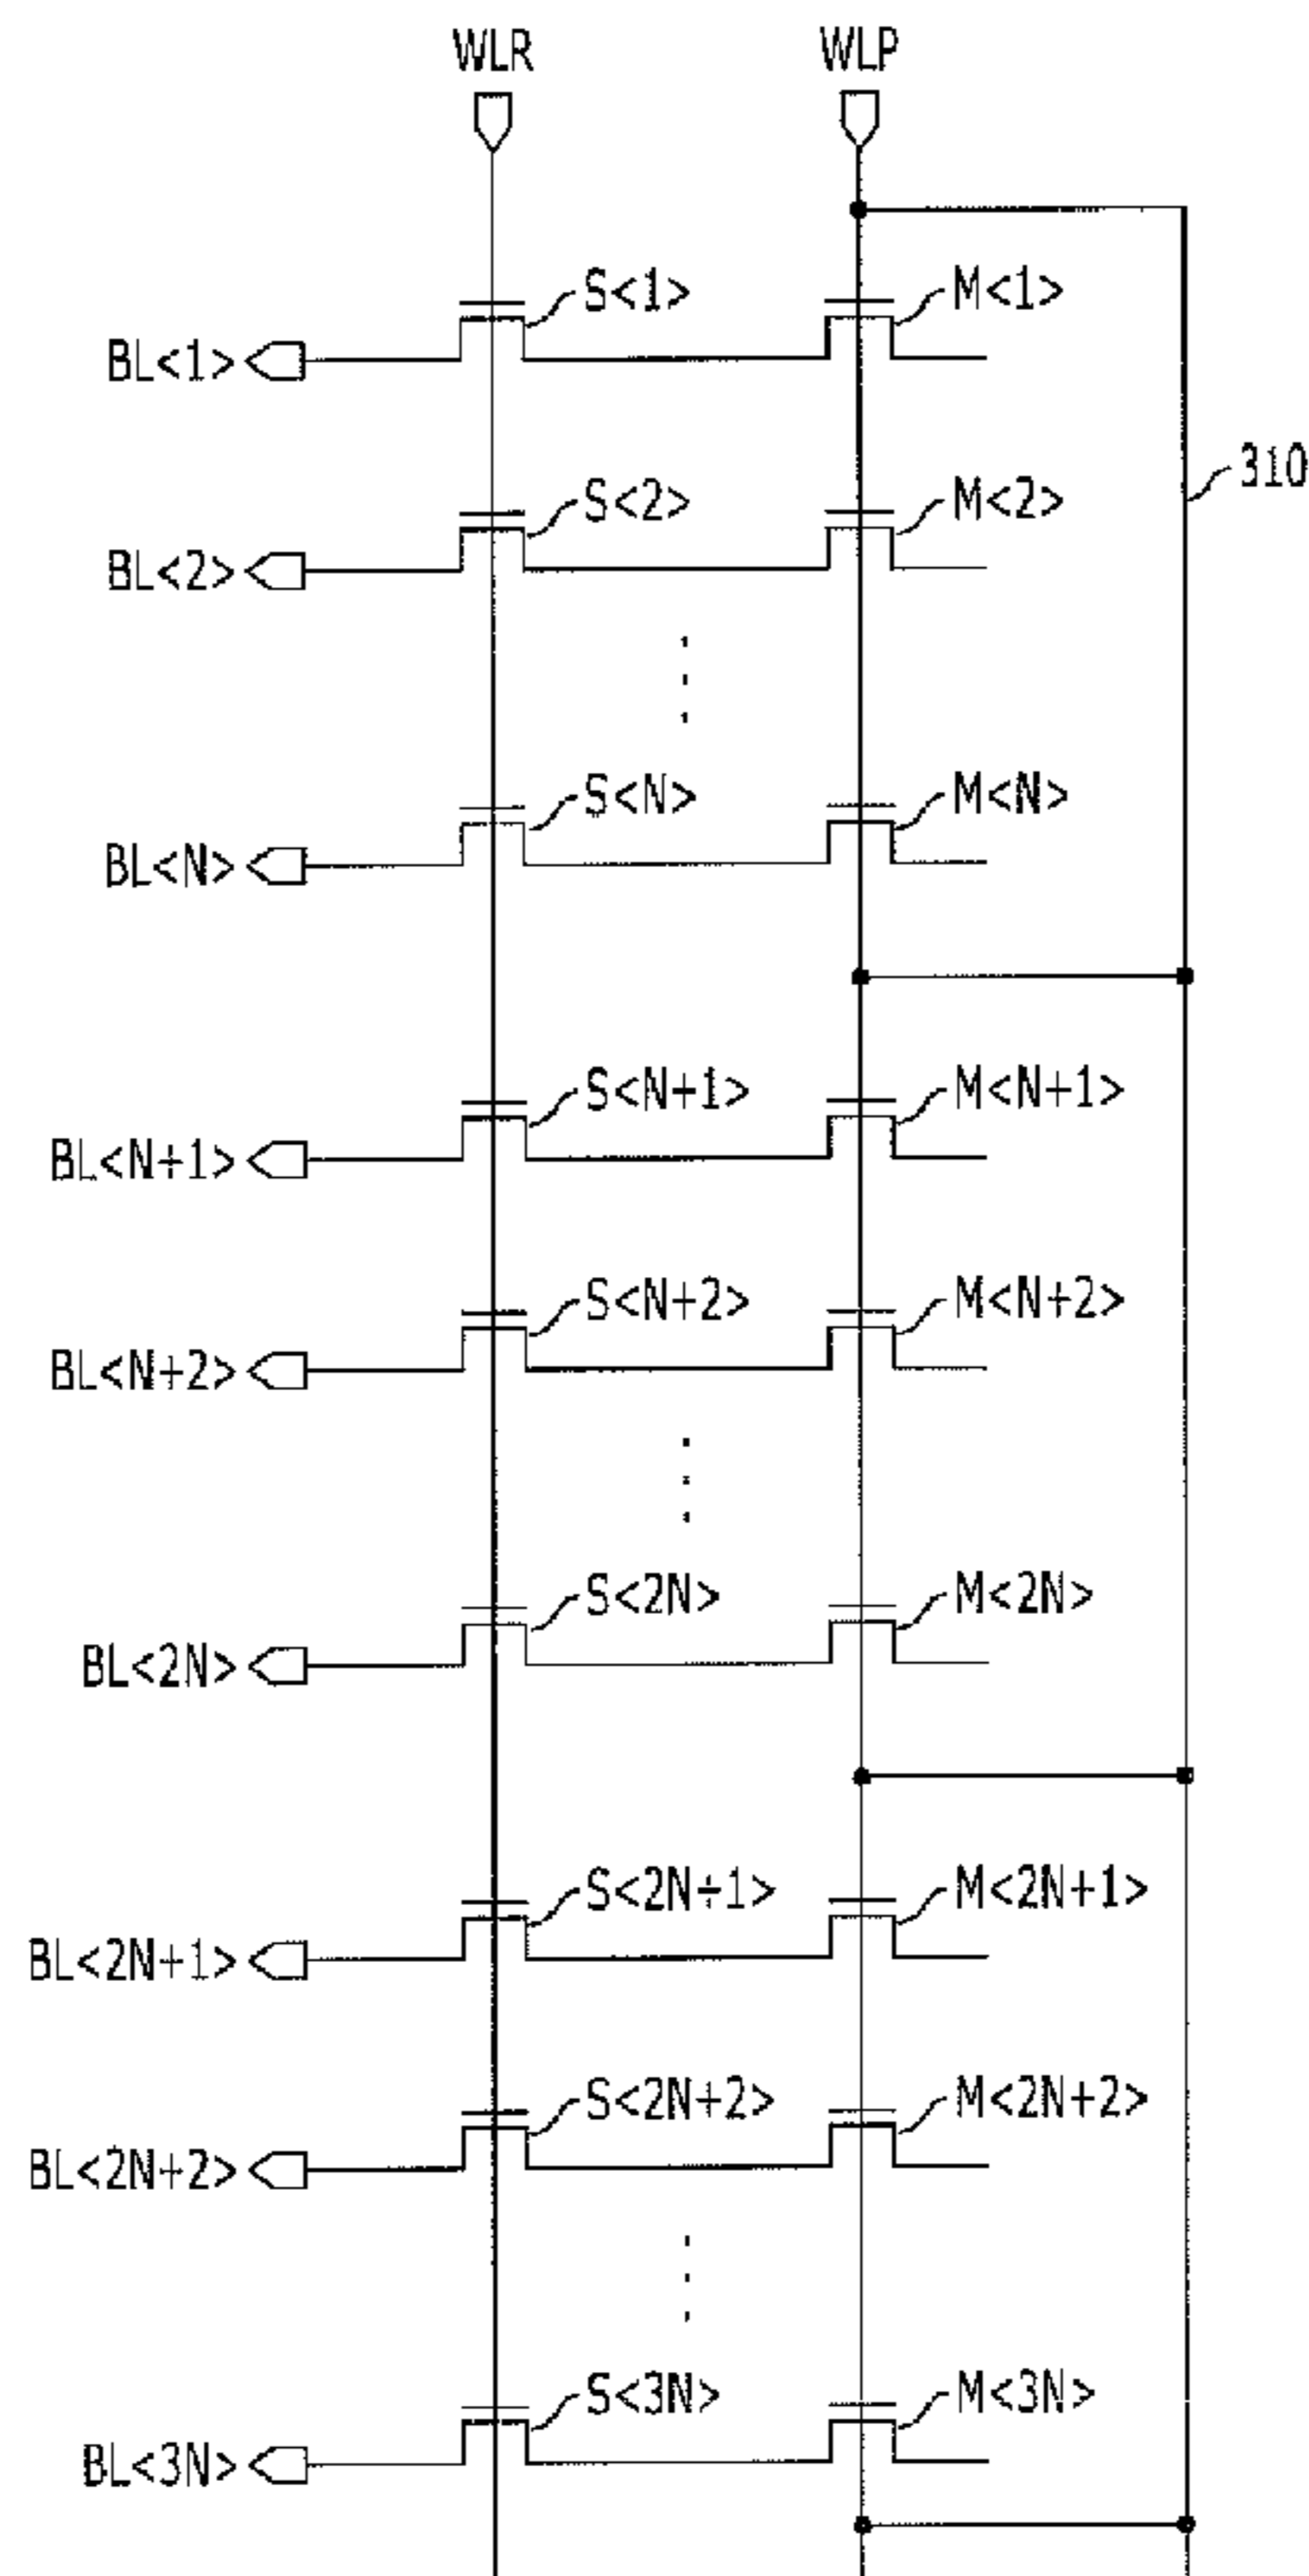 WLR WLP
S<1> M<1>
BL<1>
310
S<2> M<2>
BL<2>
S<N> M<N>
BL<N>
S<N+1> M<N+1>
BL<N+1>
S<N+2> M<N+2>
BL<N+2>
S<2N> M<2N>
BL<2N>
S<2N+1> M<2N+1>
BL<2N+1>
S<2N+2> M<2N+2>
BL<2N+2>
S<3N> M<3N>
BL<3N>